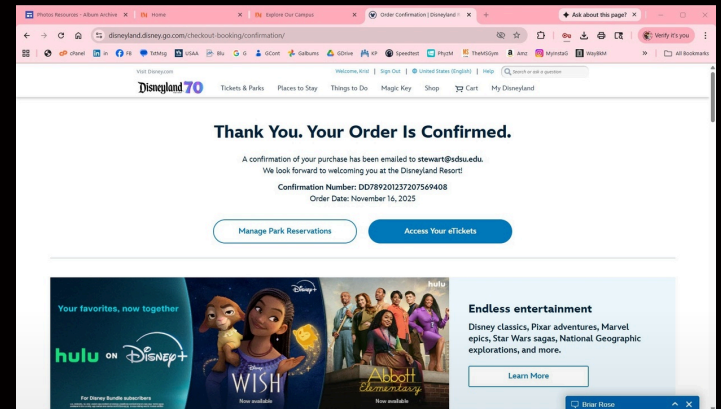 Photos Resources - Album Archive
Home
Explore Our Campus
Order Confirmation | Disneyland
Ask about this page?
disneyland.disney.go.com/checkout-booking/confirmation/
Verify it's you
cPanel
in
FB
TxtMsg
USAA
Blu
G
GCont
Galbums
GDrive
KP
Speedtest
PhyzM
TheMSGym
Amz
MyInstaG
WayBkM
All Bookmarks
Visit Disney.com
Welcome, Kris!
Sign Out
United States (English)
Help
Search or ask a question
Disneyland 70
Tickets & Parks
Places to Stay
Things to Do
Magic Key
Shop
Cart
My Disneyland
Thank You. Your Order Is Confirmed.
A confirmation of your purchase has been emailed to stewart@sdsu.edu.
We look forward to welcoming you at the Disneyland Resort!
Confirmation Number: DD789201237207569408
Order Date: November 16, 2025
Manage Park Reservations
Access Your eTickets
Your favorites, now together
hulu ON Disney+
For Disney Bundle subscribers
Disney+
WISH
Now available
hulu
Abbott
Elementary
Now available
Endless entertainment
Disney classics, Pixar adventures, Marvel
epics, Star Wars sagas, National Geographic
explorations, and more.
Learn More
Briar Rose